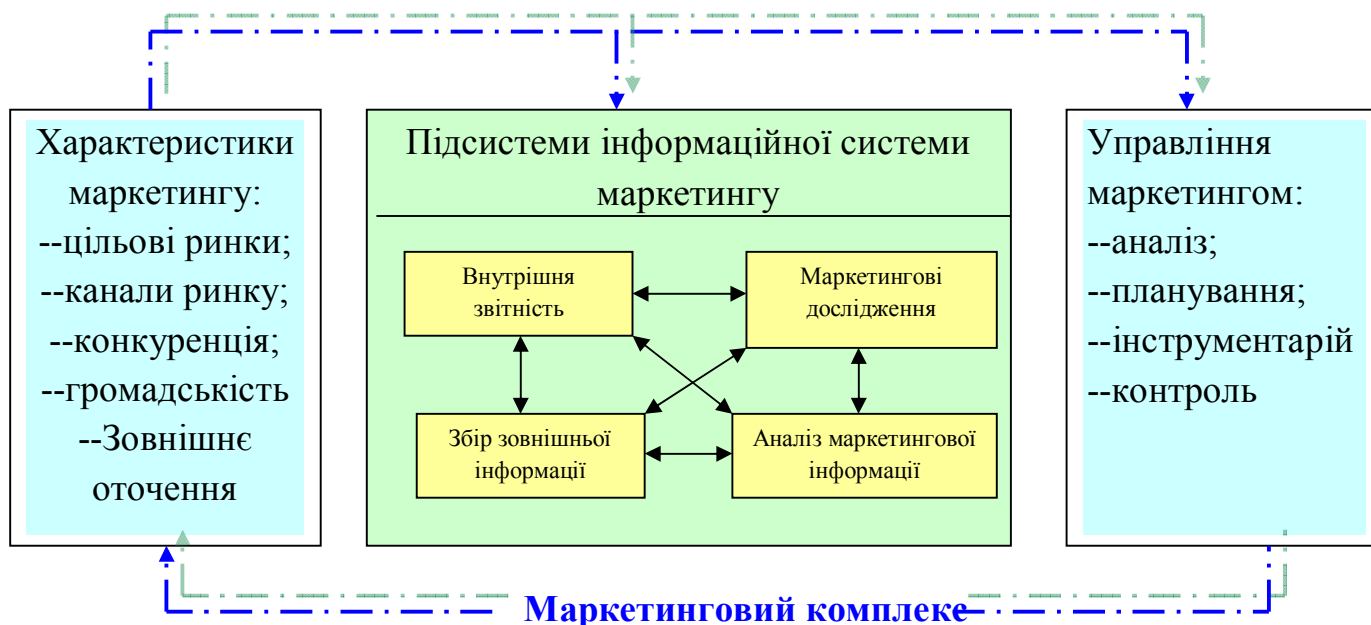 Характеристики
маркетингу:
--цільові ринки;
--канали ринку;
--конкуренція;
--громадськість
--Зовнішнє
оточення
Підсистеми інформаційної системи
маркетингу
Внутрішня
звітність
Маркетингові
дослідження
Збір зовнішньої
інформації
Аналіз маркетингової
інформації
Управління
маркетингом:
--аналіз;
--планування;
--інструментарій
--контроль
Маркетинговий комплеке